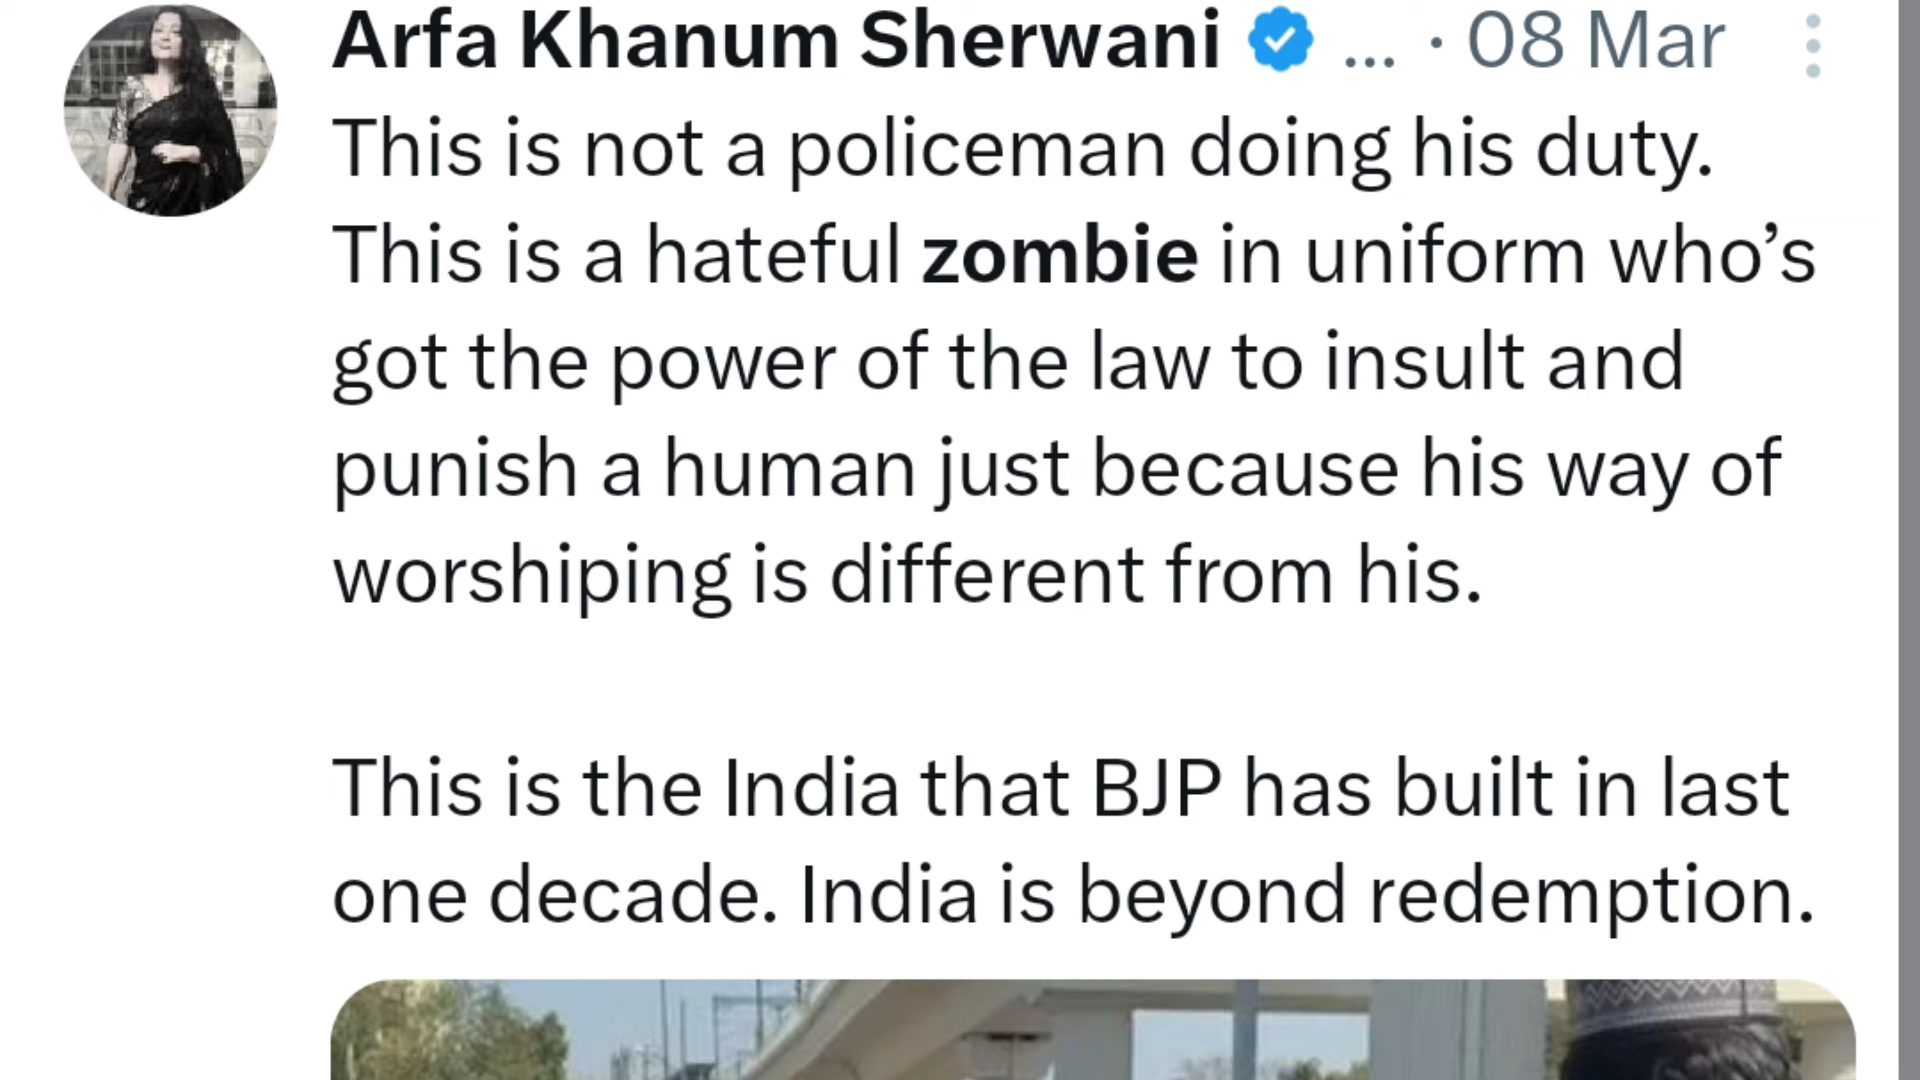 Arfa Khanum Sherwani ... · 08 Mar
This is not a policeman doing his duty.
This is a hateful zombie in uniform who’s
got the power of the law to insult and
punish a human just because his way of
worshiping is different from his.
This is the India that BJP has built in last
one decade. India is beyond redemption.